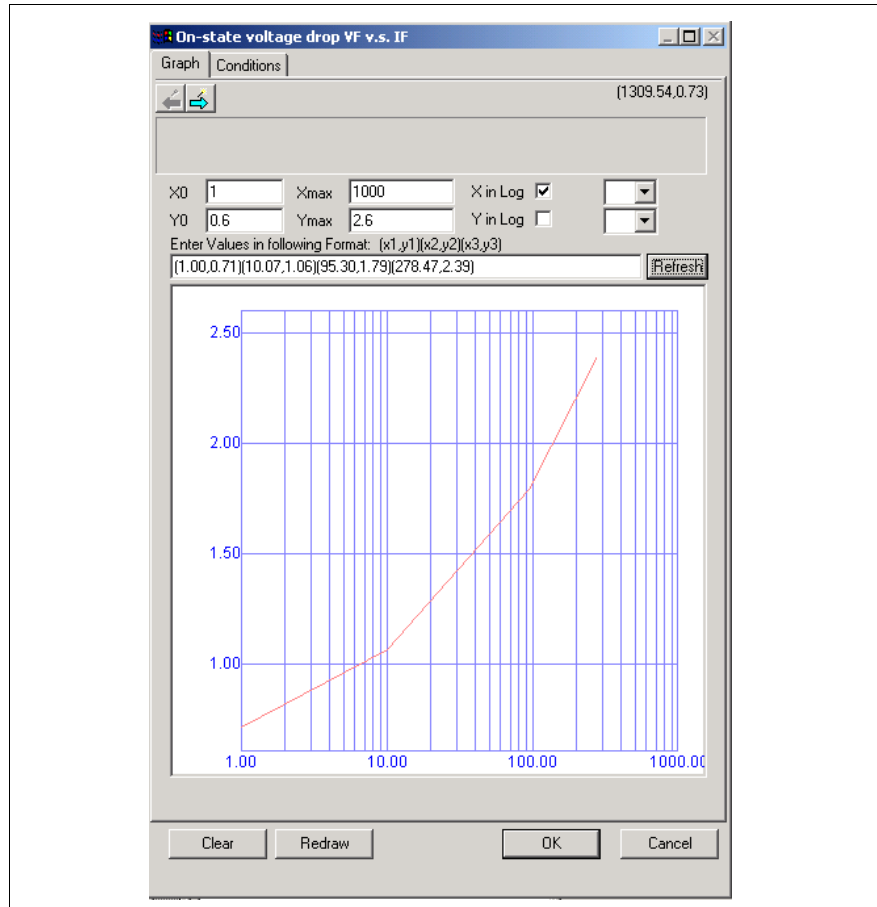 On-state voltage drop VF v.s. IF
Graph Conditions
(1309.54,0.73)
X0 1 Xmax 1000 X in Log
Y0 0.6 Ymax 2.6 Y in Log
Enter Values in following Format: (x1,y1)(x2,y2)(x3,y3)
(1.00,0.71)(10.07,1.06)(95.30,1.79)(278.47,2.39) Refresh
2.50
2.00
1.50
1.00
1.00 10.00 100.00 1000.00
Clear Redraw OK Cancel